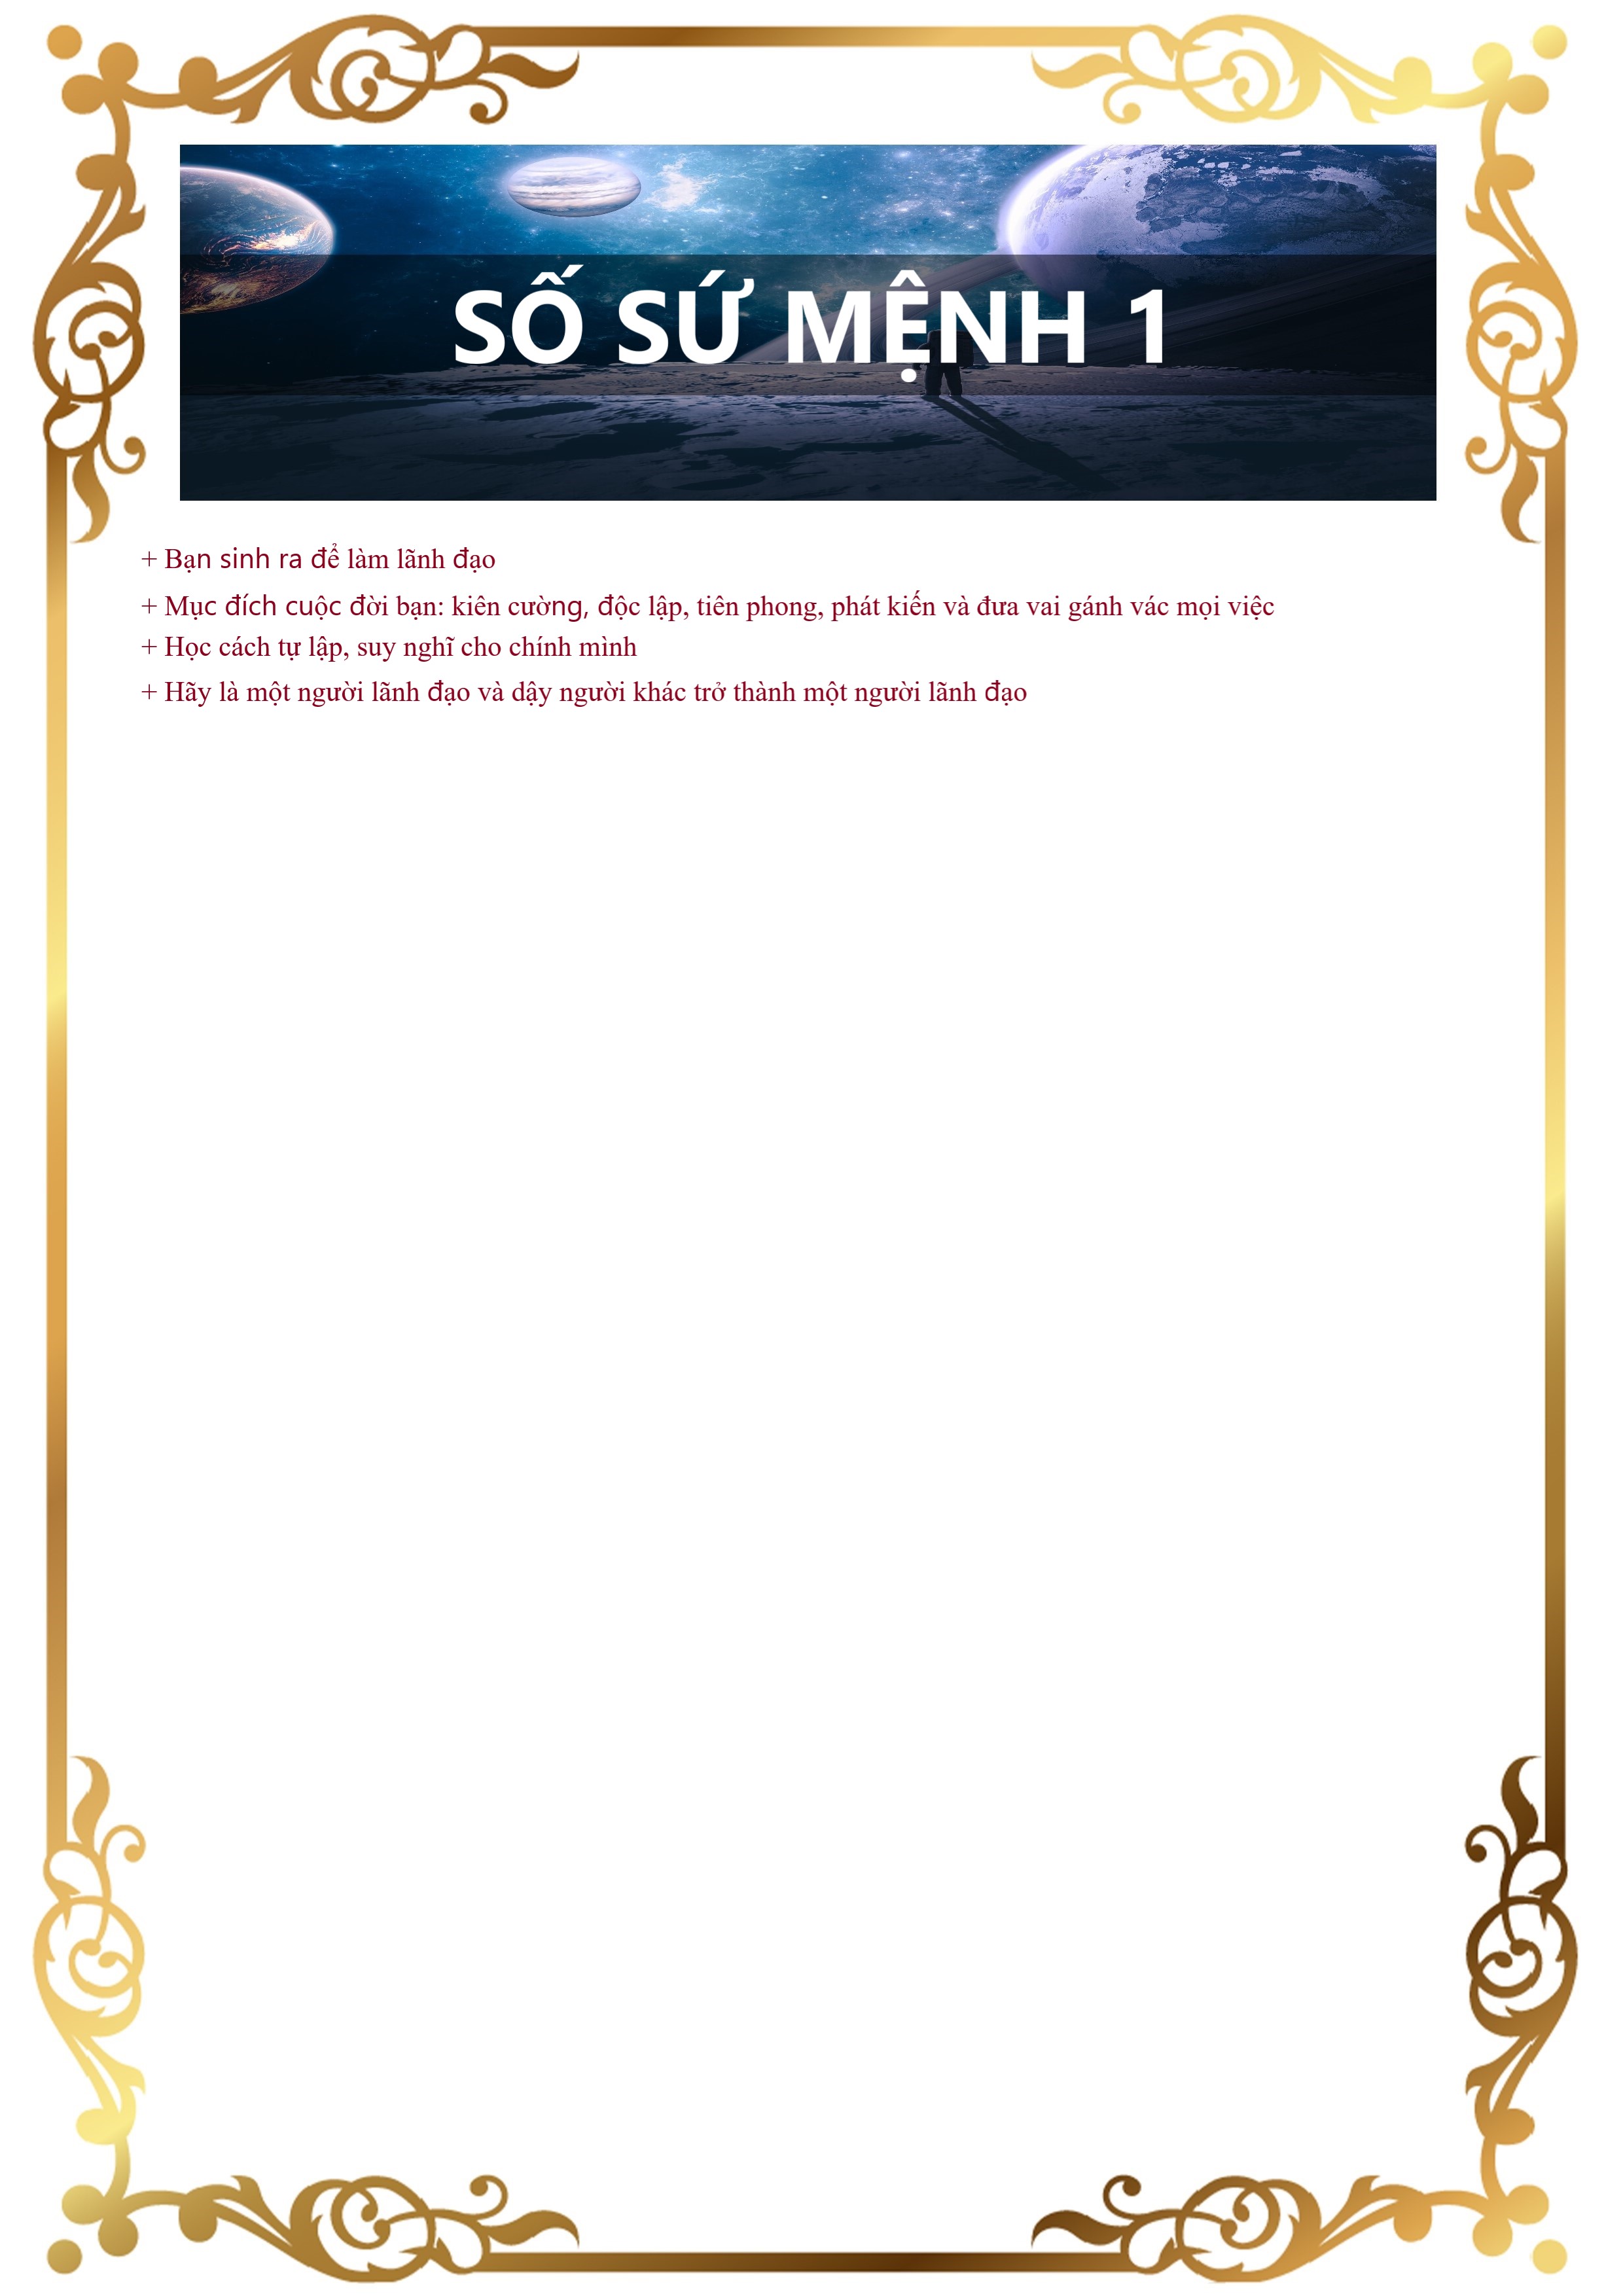 SỐ SỨ MỆNH 1
+ Bạn sinh ra để làm lãnh đạo
+ Mục đích cuộc đời bạn: kiên cường, độc lập, tiên phong, phát kiến và đưa vai gánh vác mọi việc
+ Học cách tự lập, suy nghĩ cho chính mình
+ Hãy là một người lãnh đạo và dậy người khác trở thành một người lãnh đạo